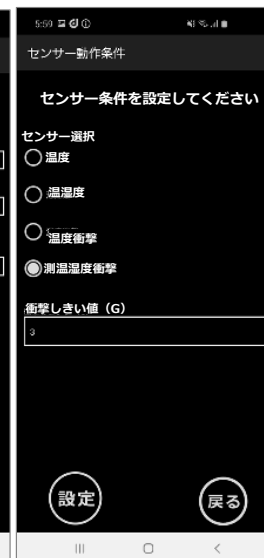 5:59
センサー動作条件
センサー条件を設定してください
センサー選択
温度
温湿度
温度衝撃
測温湿度衝撃
衝撃しきい値（G）
3
設定
戻る